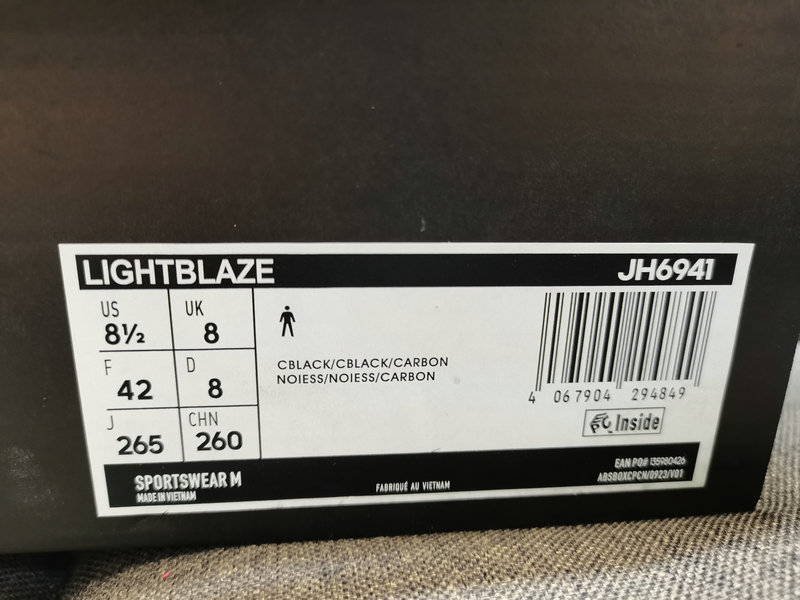 LIGHTBLAZE JH6941
US 8½ UK 8
F 42 D 8
J 265 CHN 260
CBLACK/CBLACK/CARBON
NOIESS/NOIESS/CARBON
4 067904 294849
Inside
SPORTSWEAR M
MADE IN VIETNAM
FABRIQUÉ AU VIETNAM
EAN PO# 135980426
ABSBOXCPCN/0923/V01